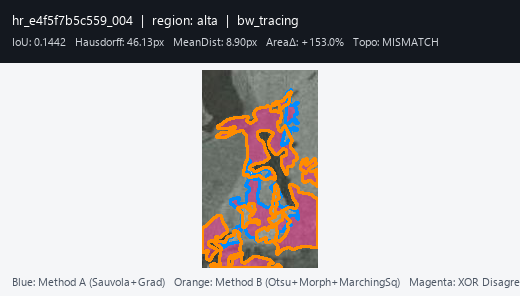 hr_e4f5f7b5c559_004 | region: alta | bw_tracing
IoU: 0.1442 Hausdorff: 46.13px MeanDist: 8.90px AreaΔ: +153.0% Topo: MISMATCH
Blue: Method A (Sauvola+Grad) Orange: Method B (Otsu+Morph+MarchingSq) Magenta: XOR Disagre